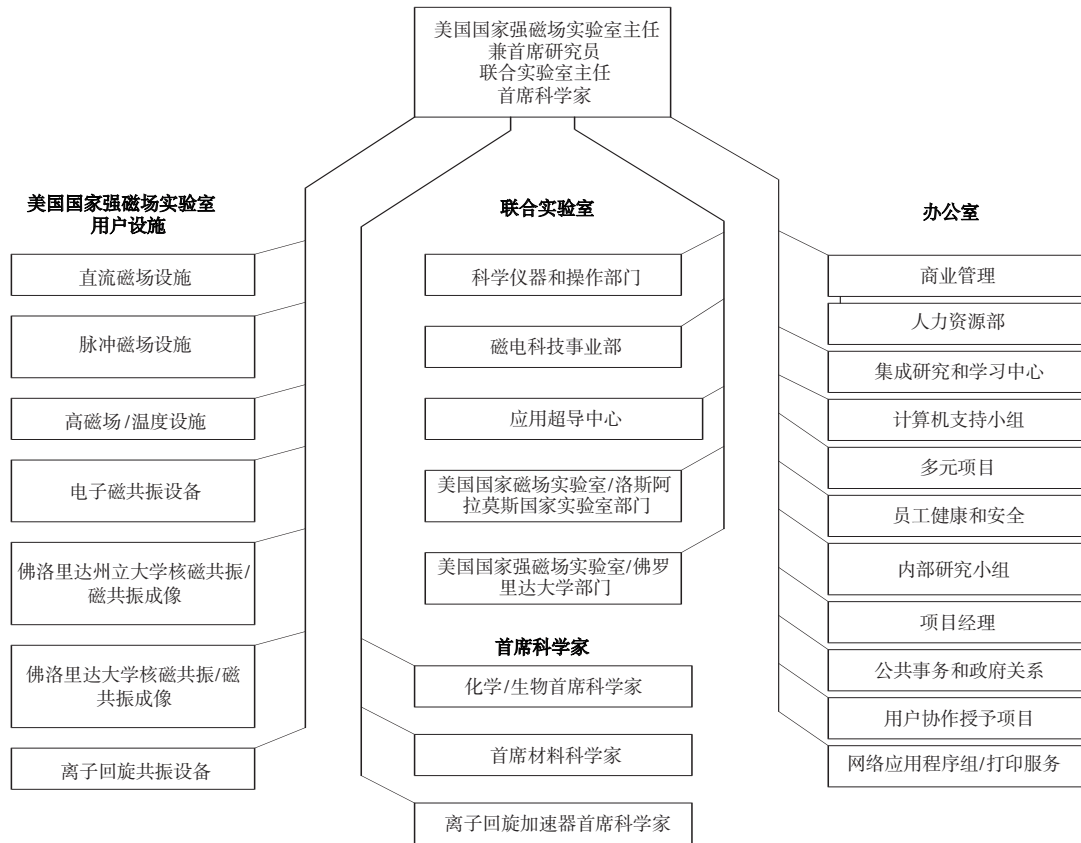 美国国家强磁场实验室主任
兼首席研究员
联合实验室主任
首席科学家
美国国家强磁场实验室
用户设施
直流磁场设施
脉冲磁场设施
高磁场/温度设施
电子磁共振设备
佛洛里达州立大学核磁共振/
磁共振成像
佛洛里达大学核磁共振/磁
共振成像
离子回旋共振设备
联合实验室
科学仪器和操作部门
磁电科技事业部
应用超导中心
美国国家磁场实验室/洛斯阿
拉莫斯国家实验室部门
美国国家强磁场实验室/佛罗
里达大学部门
首席科学家
化学/生物首席科学家
首席材料科学家
离子回旋加速器首席科学家
办公室
商业管理
人力资源部
集成研究和学习中心
计算机支持小组
多元项目
员工健康和安全
内部研究小组
项目经理
公共事务和政府关系
用户协作授予项目
网络应用程序组/打印服务